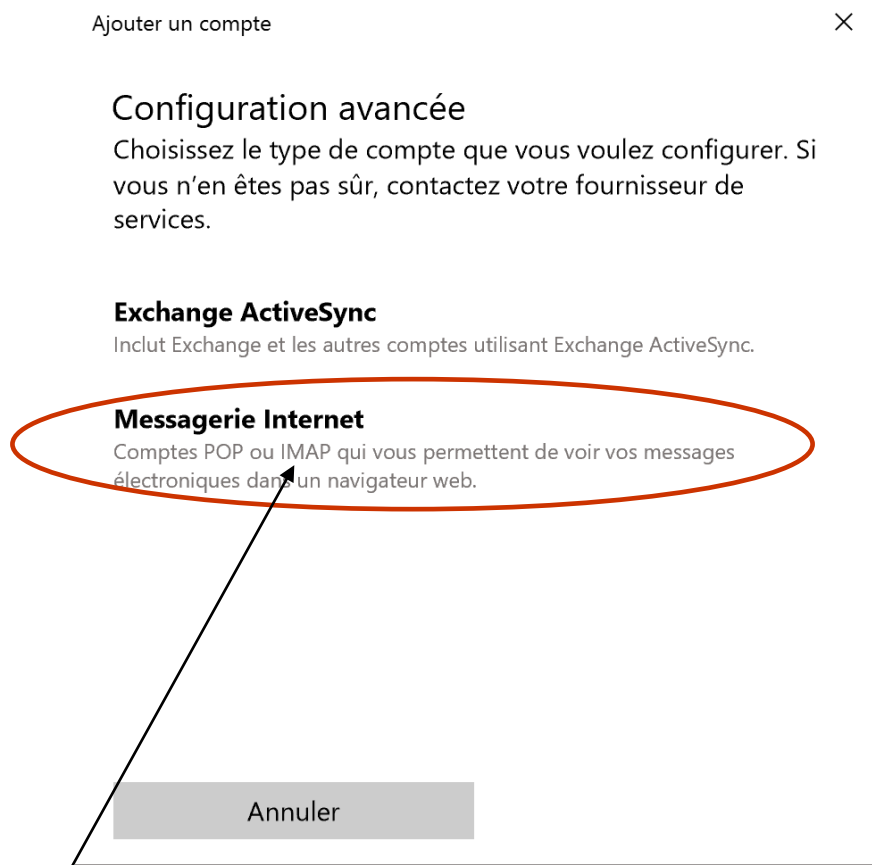 Ajouter un compte
Configuration avancée
Choisissez le type de compte que vous voulez configurer. Si
vous n’en êtes pas sûr, contactez votre fournisseur de
services.
Exchange ActiveSync
Inclut Exchange et les autres comptes utilisant Exchange ActiveSync.
Messagerie Internet
Comptes POP ou IMAP qui vous permettent de voir vos messages
électroniques dans un navigateur web.
Annuler